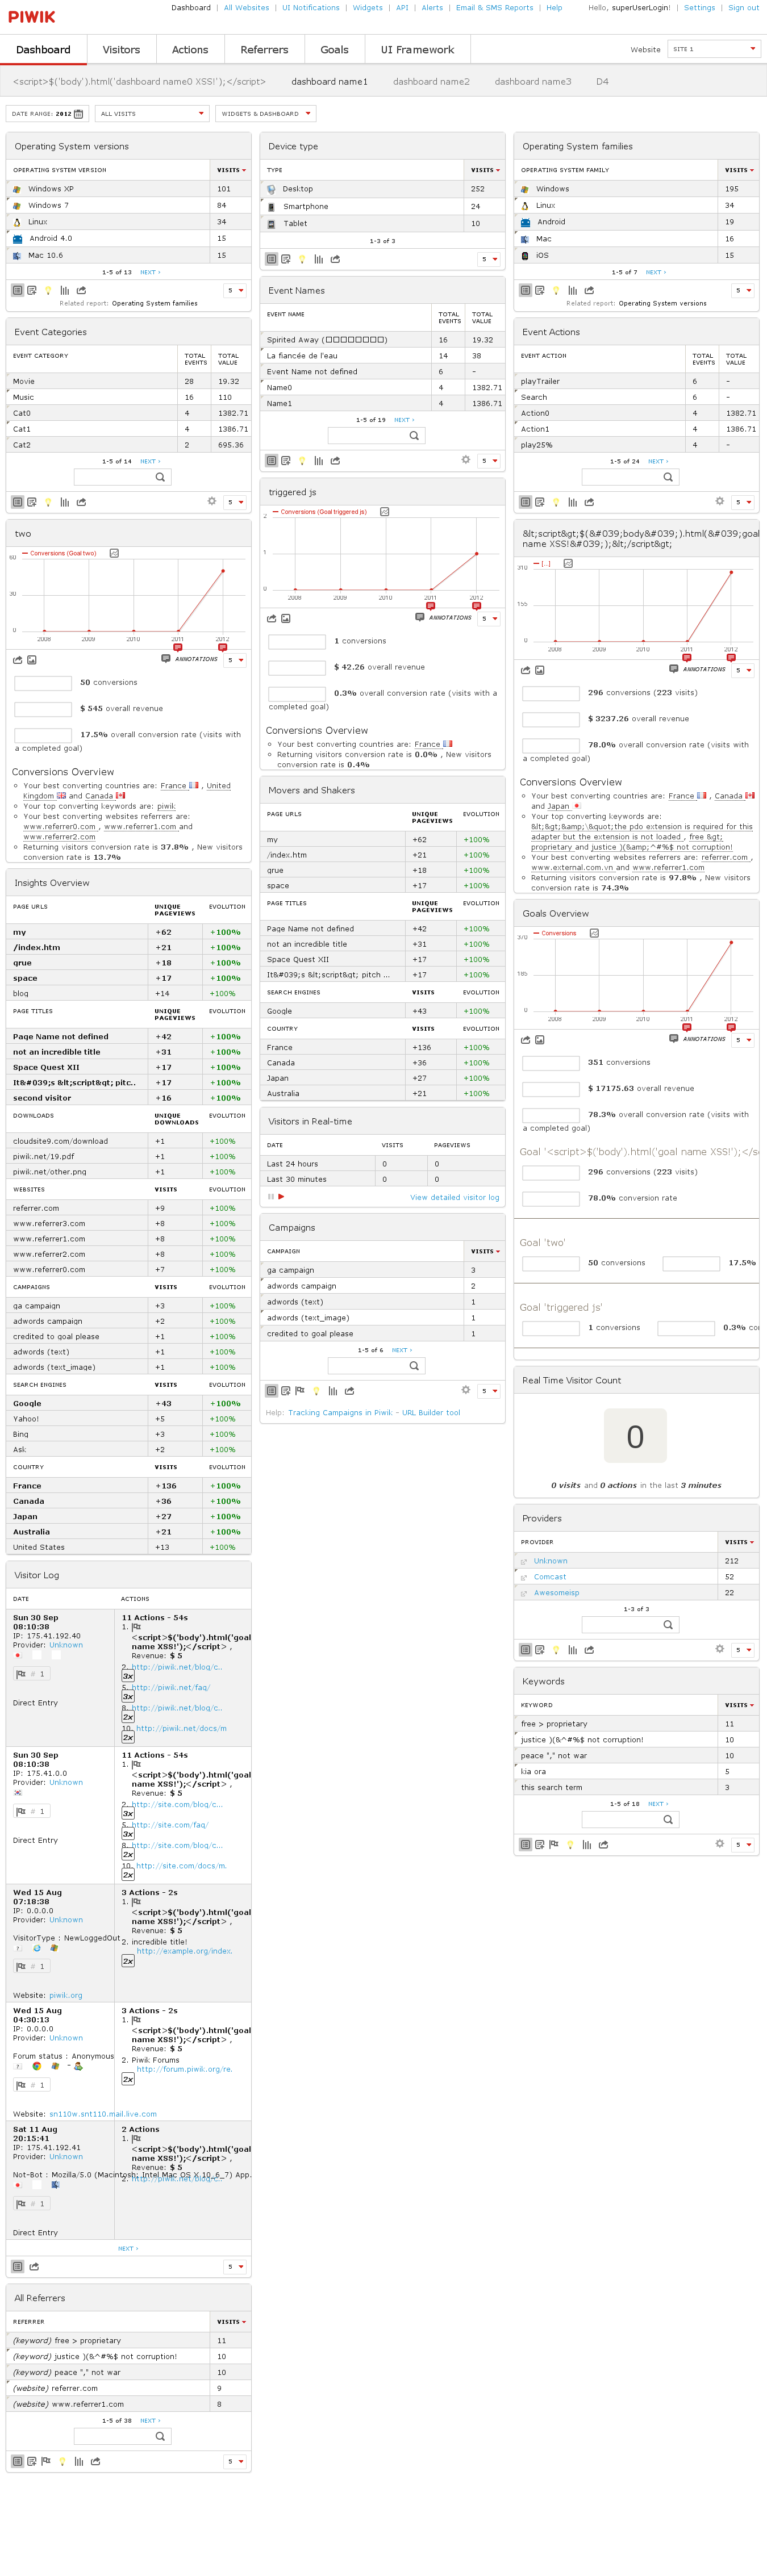 PIWIK
Dashboard | All Websites | UI Notifications | Widgets | API | Alerts | Email & SMS Reports | Help
Hello, superUserLogin! | Settings | Sign out
Dashboard Visitors Actions Referrers Goals UI Framework
Website SITE 1
<script>$('body').html('dashboard name0 XSS!');</script> dashboard name1 dashboard name2 dashboard name3 D4
DATE RANGE: 2012 ALL VISITS WIDGETS & DASHBOARD
Operating System versions
OPERATING SYSTEM VERSION VISITS
Windows XP 101
Windows 7 84
Linux 34
Android 4.0 15
Mac 10.6 15
1-5 of 13 NEXT ›
5
Related report: Operating System families
Event Categories
EVENT CATEGORY TOTAL EVENTS TOTAL VALUE
Movie 28 19.32
Music 16 110
Cat0 4 1382.71
Cat1 4 1386.71
Cat2 2 695.36
1-5 of 14 NEXT ›
5
two
60 Conversions (Goal two)
30
0
2008 2009 2010 2011 2012
ANNOTATIONS 5
50 conversions
$ 545 overall revenue
17.5% overall conversion rate (visits with
a completed goal)
Conversions Overview
Your best converting countries are: France , United
Kingdom and Canada
Your top converting keywords are: piwik
Your best converting websites referrers are:
www.referrer0.com , www.referrer1.com and
www.referrer2.com
Returning visitors conversion rate is 37.8% , New visitors
conversion rate is 13.7%
Insights Overview
PAGE URLS UNIQUE PAGEVIEWS EVOLUTION
my +62 +100%
/index.htm +21 +100%
grue +18 +100%
space +17 +100%
blog +14 +100%
PAGE TITLES UNIQUE PAGEVIEWS EVOLUTION
Page Name not defined +42 +100%
not an incredible title +31 +100%
Space Quest XII +17 +100%
It&#039;s &lt;script&gt; pitc.. +17 +100%
second visitor +16 +100%
DOWNLOADS UNIQUE DOWNLOADS EVOLUTION
cloudsite9.com/download +1 +100%
piwik.net/19.pdf +1 +100%
piwik.net/other.png +1 +100%
WEBSITES VISITS EVOLUTION
referrer.com +9 +100%
www.referrer3.com +8 +100%
www.referrer1.com +8 +100%
www.referrer2.com +8 +100%
www.referrer0.com +7 +100%
CAMPAIGNS VISITS EVOLUTION
ga campaign +3 +100%
adwords campaign +2 +100%
credited to goal please +1 +100%
adwords (text) +1 +100%
adwords (text_image) +1 +100%
SEARCH ENGINES VISITS EVOLUTION
Google +43 +100%
Yahoo! +5 +100%
Bing +3 +100%
Ask +2 +100%
COUNTRY VISITS EVOLUTION
France +136 +100%
Canada +36 +100%
Japan +27 +100%
Australia +21 +100%
United States +13 +100%
Visitor Log
DATE ACTIONS
Sun 30 Sep
08:10:38
IP: 175.41.192.40
Provider: Unknown
# 1
Direct Entry
11 Actions - 54s
1.
<script>$('body').html('goal
name XSS!');</script> ,
Revenue: $ 5
2. http://piwik.net/blog/c..
3x
5. http://piwik.net/faq/
3x
8. http://piwik.net/blog/c..
2x
10. http://piwik.net/docs/m
2x
Sun 30 Sep
08:10:38
IP: 175.41.0.0
Provider: Unknown
# 1
Direct Entry
11 Actions - 54s
1.
<script>$('body').html('goal
name XSS!');</script> ,
Revenue: $ 5
2. http://site.com/blog/c...
3x
5. http://site.com/faq/
3x
8. http://site.com/blog/c...
2x
10. http://site.com/docs/m.
2x
Wed 15 Aug
07:18:38
IP: 0.0.0.0
Provider: Unknown
VisitorType : NewLoggedOut
# 1
Website: piwik.org
3 Actions - 2s
1.
<script>$('body').html('goal
name XSS!');</script> ,
Revenue: $ 5
2. incredible title!
http://example.org/index.
2x
Wed 15 Aug
04:30:13
IP: 0.0.0.0
Provider: Unknown
Forum status : Anonymous
# 1
Website: sn110w.snt110.mail.live.com
3 Actions - 2s
1.
<script>$('body').html('goal
name XSS!');</script> ,
Revenue: $ 5
2. Piwik Forums
http://forum.piwik.org/re.
2x
Sat 11 Aug
20:15:41
IP: 175.41.192.41
Provider: Unknown
Not-Bot : Mozilla/5.0 (Macintosh; Intel Mac OS X 10_6_7) App.
# 1
Direct Entry
2 Actions
1.
<script>$('body').html('goal
name XSS!');</script> ,
Revenue: $ 5
2. http://piwik.net/blog/c..
NEXT ›
5
All Referrers
REFERRER VISITS
(keyword) free > proprietary 11
(keyword) justice )(&^#%$ not corruption! 10
(keyword) peace "," not war 10
(website) referrer.com 9
(website) www.referrer1.com 8
1-5 of 38 NEXT ›
5
Device type
TYPE VISITS
Desktop 252
Smartphone 24
Tablet 10
1-3 of 3
5
Event Names
EVENT NAME TOTAL EVENTS TOTAL VALUE
Spirited Away (□□□□□□□□) 16 19.32
La fiancée de l'eau 14 38
Event Name not defined 6 -
Name0 4 1382.71
Name1 4 1386.71
1-5 of 19 NEXT ›
5
triggered js
2 Conversions (Goal triggered js)
1
0
2008 2009 2010 2011 2012
ANNOTATIONS 5
1 conversions
$ 42.26 overall revenue
0.3% overall conversion rate (visits with a
completed goal)
Conversions Overview
Your best converting countries are: France
Returning visitors conversion rate is 0.0% , New visitors
conversion rate is 0.4%
Movers and Shakers
PAGE URLS UNIQUE PAGEVIEWS EVOLUTION
my +62 +100%
/index.htm +21 +100%
grue +18 +100%
space +17 +100%
PAGE TITLES UNIQUE PAGEVIEWS EVOLUTION
Page Name not defined +42 +100%
not an incredible title +31 +100%
Space Quest XII +17 +100%
It&#039;s &lt;script&gt; pitch ... +17 +100%
SEARCH ENGINES VISITS EVOLUTION
Google +43 +100%
COUNTRY VISITS EVOLUTION
France +136 +100%
Canada +36 +100%
Japan +27 +100%
Australia +21 +100%
Visitors in Real-time
DATE VISITS PAGEVIEWS
Last 24 hours 0 0
Last 30 minutes 0 0
View detailed visitor log
Campaigns
CAMPAIGN VISITS
ga campaign 3
adwords campaign 2
adwords (text) 1
adwords (text_image) 1
credited to goal please 1
1-5 of 6 NEXT ›
5
Help: Tracking Campaigns in Piwik - URL Builder tool
Operating System families
OPERATING SYSTEM FAMILY VISITS
Windows 195
Linux 34
Android 19
Mac 16
iOS 15
1-5 of 7 NEXT ›
5
Related report: Operating System versions
Event Actions
EVENT ACTION TOTAL EVENTS TOTAL VALUE
playTrailer 6 -
Search 6 -
Action0 4 1382.71
Action1 4 1386.71
play25% 4 -
1-5 of 24 NEXT ›
5
&lt;script&gt;$(&#039;body&#039;).html(&#039;goal
name XSS!&#039;);&lt;/script&gt;
310 [...]
155
0
2008 2009 2010 2011 2012
ANNOTATIONS 5
296 conversions (223 visits)
$ 3237.26 overall revenue
78.0% overall conversion rate (visits with
a completed goal)
Conversions Overview
Your best converting countries are: France , Canada
and Japan
Your top converting keywords are:
&lt;&gt;&amp;\&quot;the pdo extension is required for this
adapter but the extension is not loaded , free &gt;
proprietary and justice )(&amp;^#%$ not corruption!
Your best converting websites referrers are: referrer.com ,
www.external.com.vn and www.referrer1.com
Returning visitors conversion rate is 97.8% , New visitors
conversion rate is 74.3%
Goals Overview
370 Conversions
185
0
2008 2009 2010 2011 2012
ANNOTATIONS 5
351 conversions
$ 17175.63 overall revenue
78.3% overall conversion rate (visits with
a completed goal)
Goal '<script>$('body').html('goal name XSS!');</s
296 conversions (223 visits)
78.0% conversion rate
Goal 'two'
50 conversions 17.5%
Goal 'triggered js'
1 conversions 0.3% co
Real Time Visitor Count
0
0 visits and 0 actions in the last 3 minutes
Providers
PROVIDER VISITS
Unknown 212
Comcast 52
Awesomeisp 22
1-3 of 3
5
Keywords
KEYWORD VISITS
free > proprietary 11
justice )(&^#%$ not corruption! 10
peace "," not war 10
kia ora 5
this search term 3
1-5 of 18 NEXT ›
5